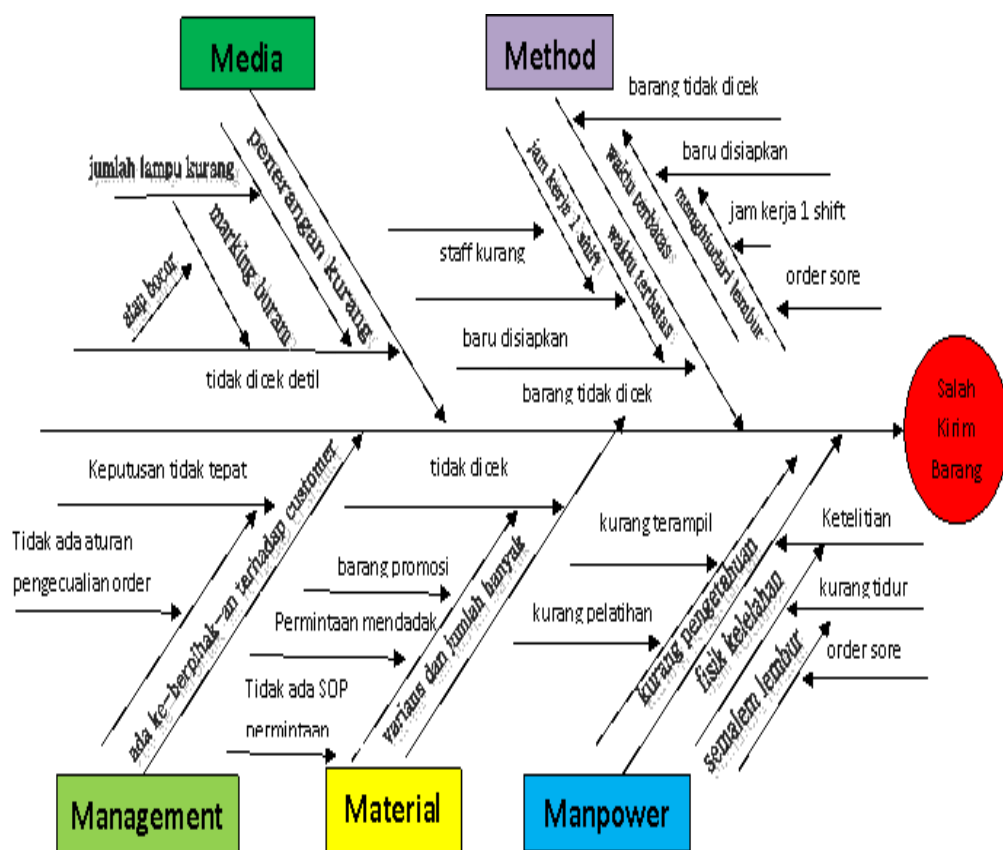 Media
Method
barang tidak dicek
jumlah lampu kurang
penerangan kurang
jam kerja 1 shift
waktu terbatas
baru disiapkan
marking buram
menghindari lembur
jam kerja 1 shift
staff kurang
waktu terbatas
atap bocor
order sore
baru disiapkan
tidak dicek detil
barang tidak dicek
Salah
Kirim
Barang
Keputusan tidak tepat
tidak dicek
Tidak ada aturan
pengecualian order
ada ke-berpihak-an terhadap customer
kurang terampil
Ketelitian
barang promosi
kurang pengetahuan
kurang tidur
Permintaan mendadak
varians dan jumlah banyak
kurang pelatihan
fisik kelelahan
order sore
Tidak ada SOP
permintaan
semalem lembur
Management
Material
Manpower